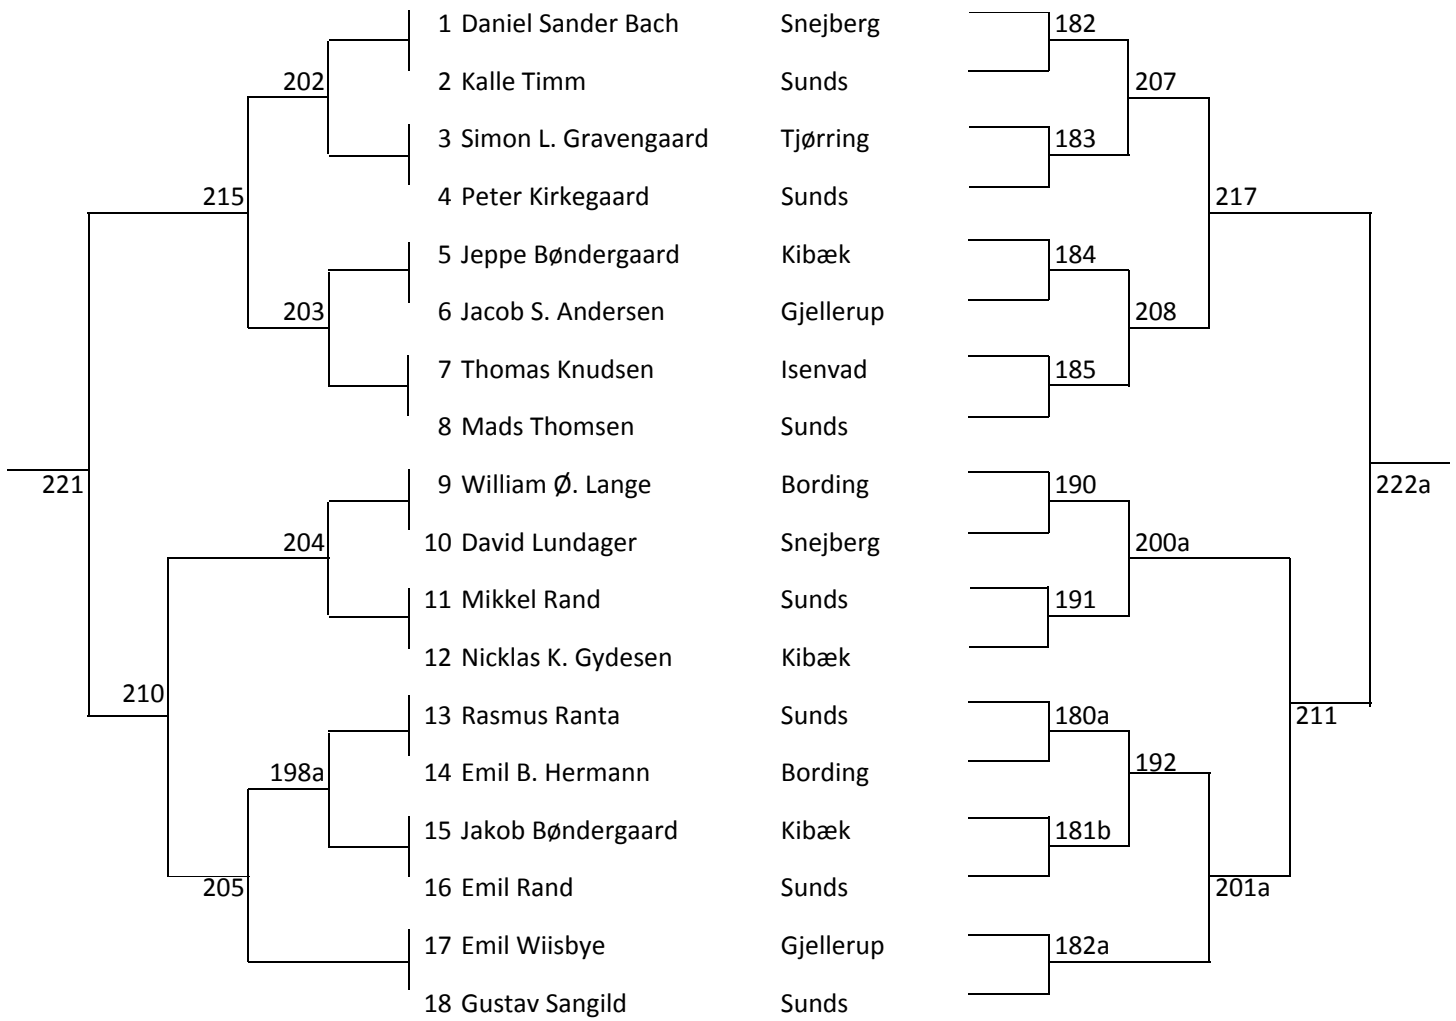 1 Daniel Sander Bach Snejberg 182
202 2 Kalle Timm Sunds 207
3 Simon L. Gravengaard Tjørring 183
215 4 Peter Kirkegaard Sunds 217
5 Jeppe Bøndergaard Kibæk 184
203 6 Jacob S. Andersen Gjellerup 208
7 Thomas Knudsen Isenvad 185
8 Mads Thomsen Sunds
221 9 William Ø. Lange Bording 190 222a
204 10 David Lundager Snejberg 200a
11 Mikkel Rand Sunds 191
12 Nicklas K. Gydesen Kibæk
210 13 Rasmus Ranta Sunds 180a 211
198a 14 Emil B. Hermann Bording 192
15 Jakob Bøndergaard Kibæk 181b
205 16 Emil Rand Sunds 201a
17 Emil Wiisbye Gjellerup 182a
18 Gustav Sangild Sunds